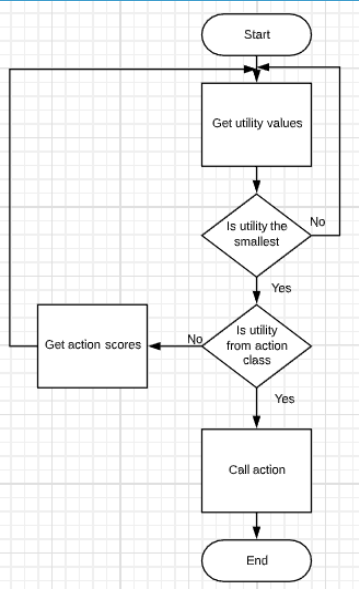 Start
Get utility values
Is utility the
smallest
No
Yes
Is utility
from action
class
No
Get action scores
Yes
Call action
End